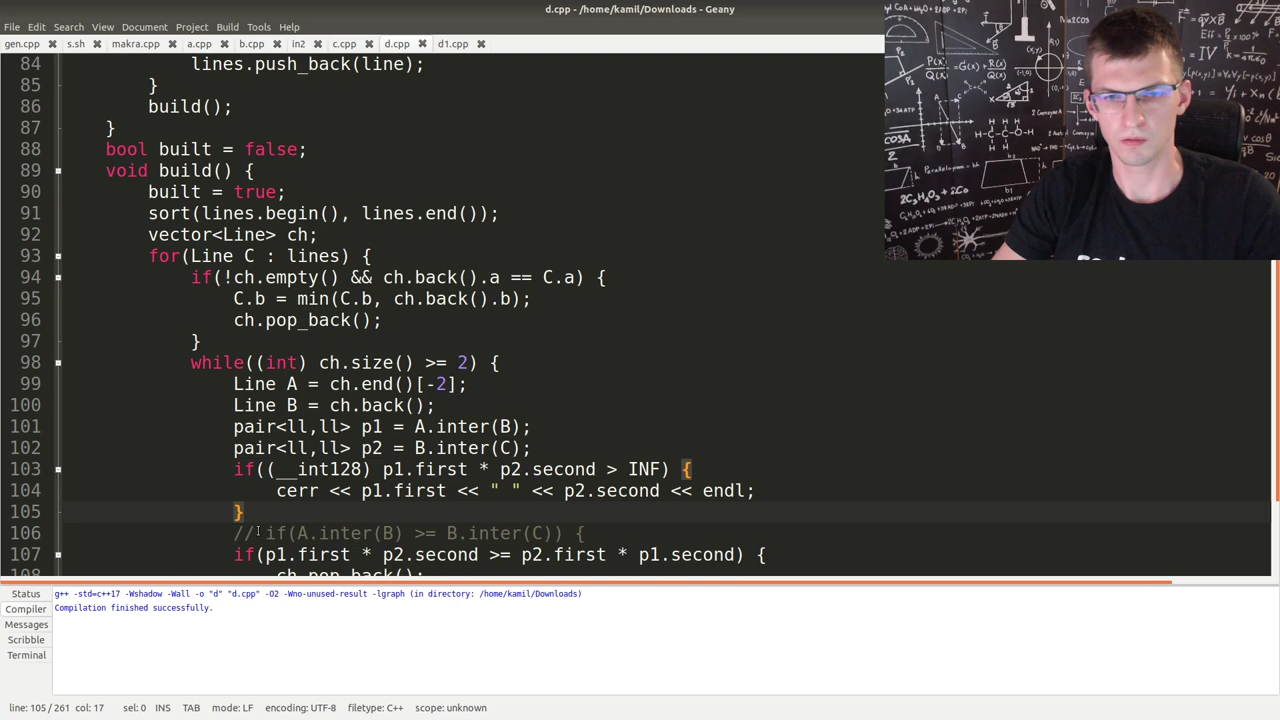 d.cpp - /home/kamil/Downloads - Geany
File Edit Search View Document Project Build Tools Help
gen.cpp s.sh makra.cpp a.cpp b.cpp in2 c.cpp d.cpp d1.cpp
84 lines.push_back(line);
85 }
86 build();
87 }
88 bool built = false;
89 void build() {
90 built = true;
91 sort(lines.begin(), lines.end());
92 vector<Line> ch;
93 for(Line C : lines) {
94 if(!ch.empty() && ch.back().a == C.a) {
95 C.b = min(C.b, ch.back().b);
96 ch.pop_back();
97 }
98 while((int) ch.size() >= 2) {
99 Line A = ch.end()[-2];
100 Line B = ch.back();
101 pair<ll,ll> p1 = A.inter(B);
102 pair<ll,ll> p2 = B.inter(C);
103 if((__int128) p1.first * p2.second > INF) {
104 cerr << p1.first << " " << p2.second << endl;
105 }
106 // if(A.inter(B) >= B.inter(C)) {
107 if(p1.first * p2.second >= p2.first * p1.second) {
108 ch.pop_back();
Status
Compiler
Messages
Scribble
Terminal
g++ -std=c++17 -Wshadow -Wall -o "d" "d.cpp" -O2 -Wno-unused-result -lgraph (in directory: /home/kamil/Downloads)
Compilation finished successfully.
line: 105 / 261 col: 17 sel: 0 INS TAB mode: LF encoding: UTF-8 filetype: C++ scope: unknown